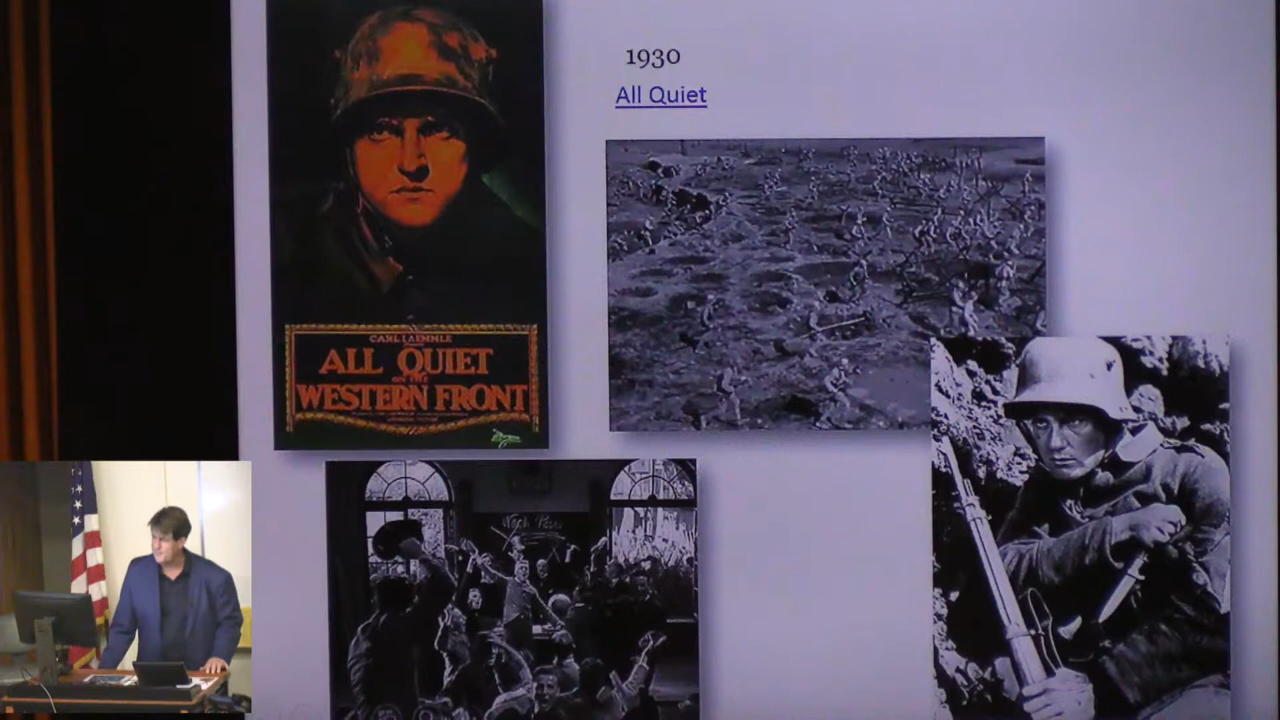 1930
All Quiet
CARL LAEMMLE
ALL QUIET
ON THE
WESTERN FRONT